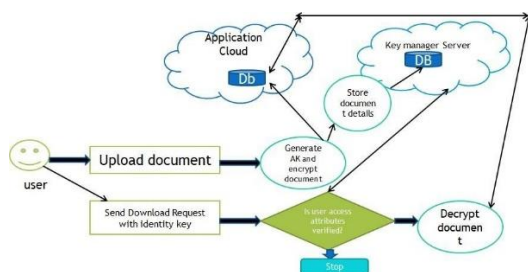 Application
Cloud
Db
Key manager Server
DB
Store
documen
t details
Upload document
Generate
AK and
encrypt
document
user
Send Download Request
with identity key
Is user access
attributes
verified?
Decrypt
documen
t
Stop